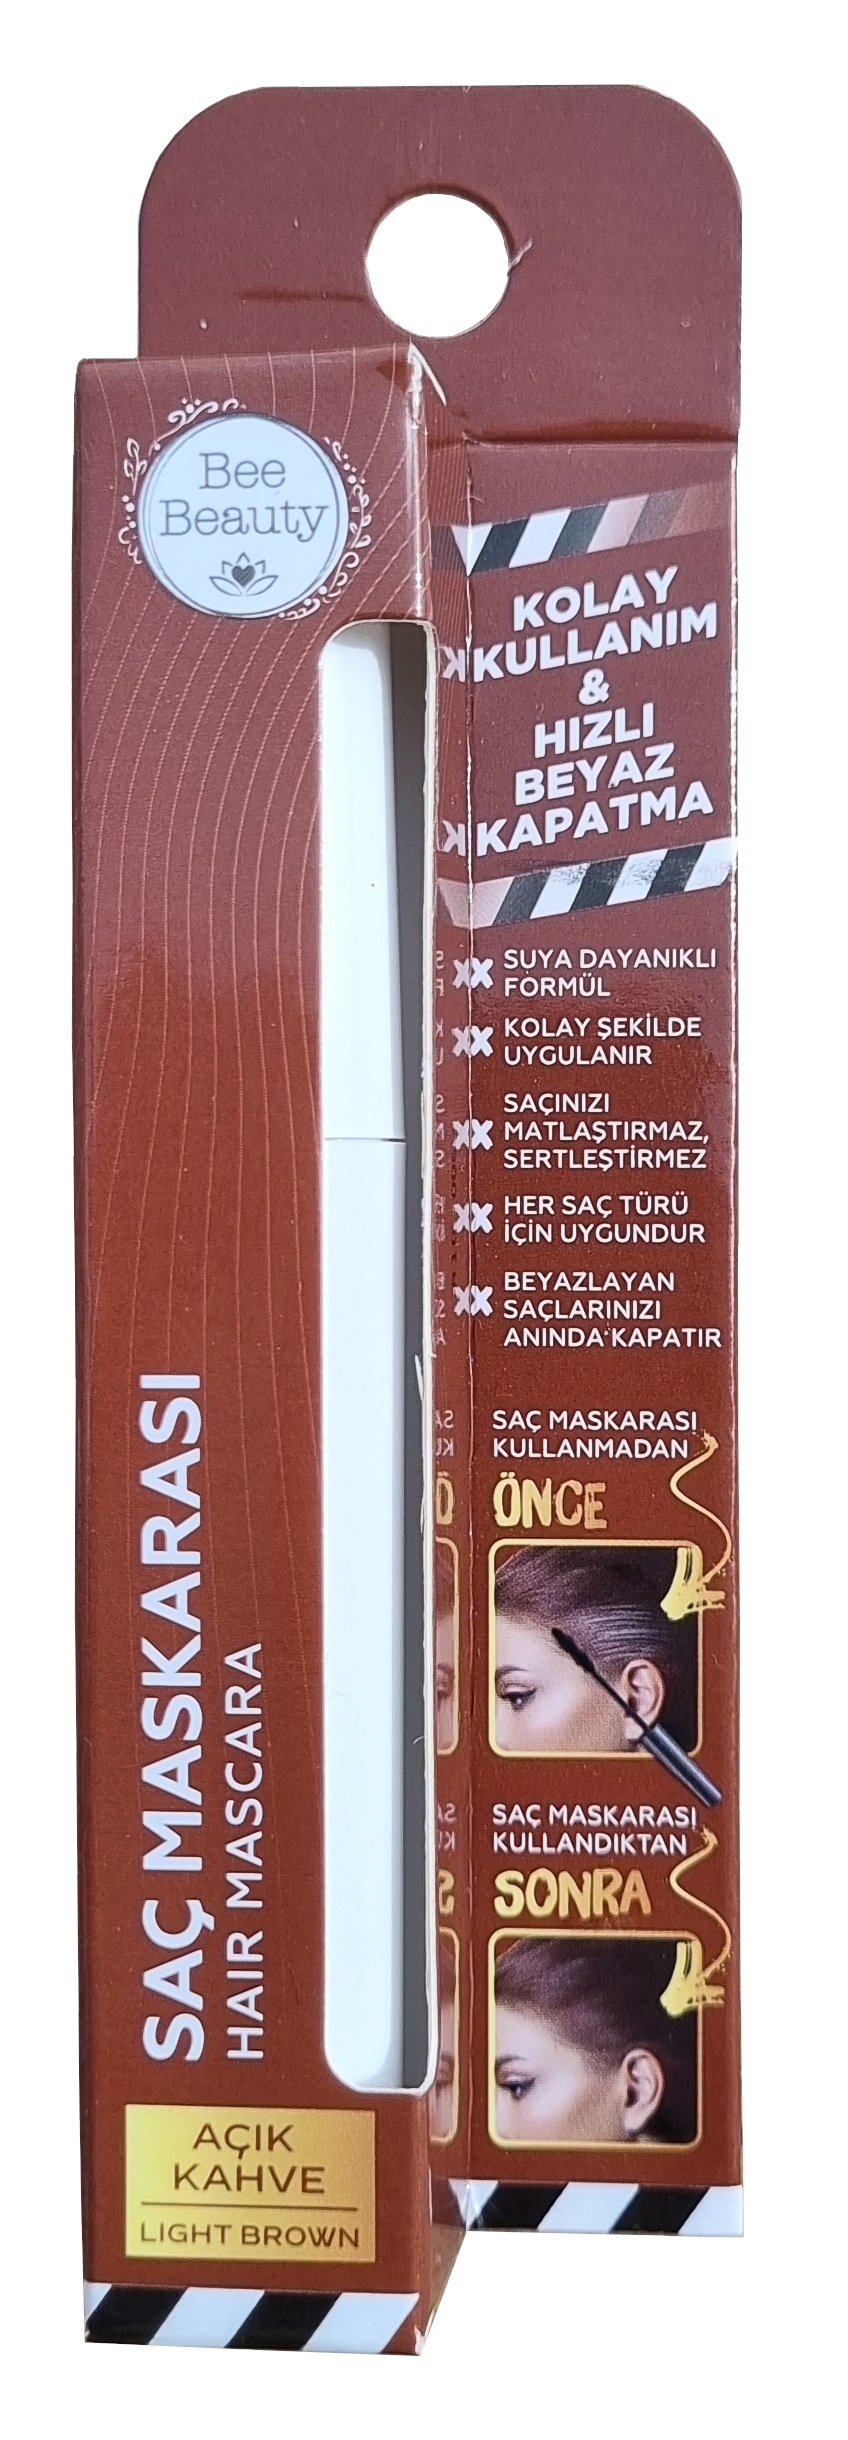 Bee
Beauty
SAÇ MASKARASI
HAIR MASCARA
AÇIK
KAHVE
LIGHT BROWN
KOLAY
KULLANIM
&
HIZLI
BEYAZ
KAPATMA
SUYA DAYANIKLI
FORMÜL
KOLAY ŞEKİLDE
UYGULANIR
SAÇINIZI
MATLAŞTIRMAZ,
SERTLEŞTİRMEZ
HER SAÇ TÜRÜ
İÇİN UYGUNDUR
BEYAZLAYAN
SAÇLARINIZI
ANINDA KAPATIR
SAÇ MASKARASI
KULLANMADAN
ÖNCE
SAÇ MASKARASI
KULLANDIKTAN
SONRA